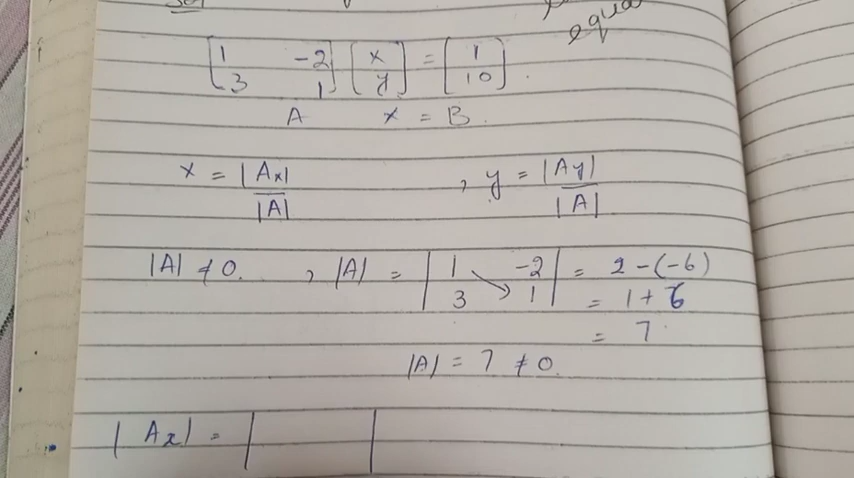 equa
[1 -2] [x] = [1]
[3 1] [y] [10] .
A x = B.
x = |Ax| / |A| , y = |Ay| / |A|
|A| ≠ 0. , |A| = |1 -2| = 2-(-6)
|3 1| = 1+6
= 7
|A| = 7 ≠ 0.
|Ax| = | |